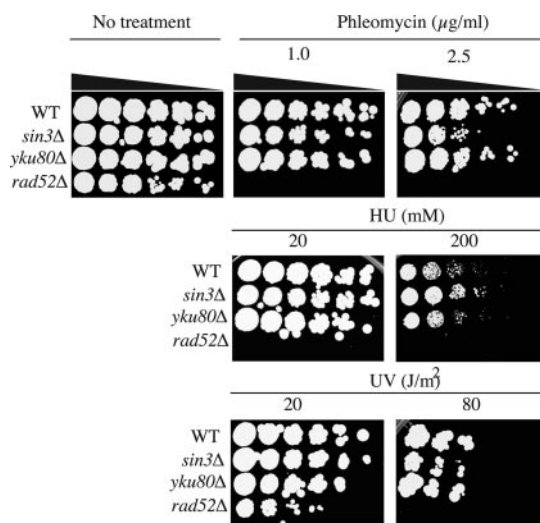 No treatment
Phleomycin (µg/ml)
1.0
2.5
WT
sin3Δ
yku80Δ
rad52Δ
HU (mM)
20
200
WT
sin3Δ
yku80Δ
rad52Δ
UV (J/m²)
20
80
WT
sin3Δ
yku80Δ
rad52Δ